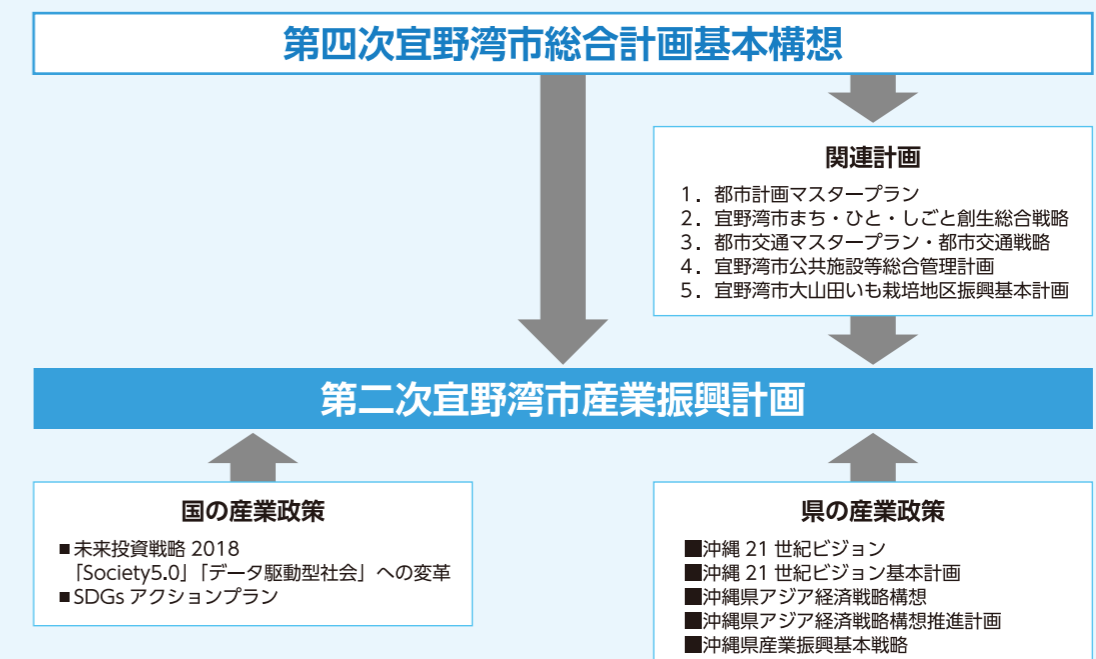 第四次宜野湾市総合計画基本構想
関連計画
1．都市計画マスタープラン
2．宜野湾市まち・ひと・しごと創生総合戦略
3．都市交通マスタープラン・都市交通戦略
4．宜野湾市公共施設等総合管理計画
5．宜野湾市大山田いも栽培地区振興基本計画
第二次宜野湾市産業振興計画
国の産業政策
■未来投資戦略 2018
「Society5.0」「データ駆動型社会」への変革
■SDGs アクションプラン
県の産業政策
■沖縄 21 世紀ビジョン
■沖縄 21 世紀ビジョン基本計画
■沖縄県アジア経済戦略構想
■沖縄県アジア経済戦略構想推進計画
■沖縄県産業振興基本戦略